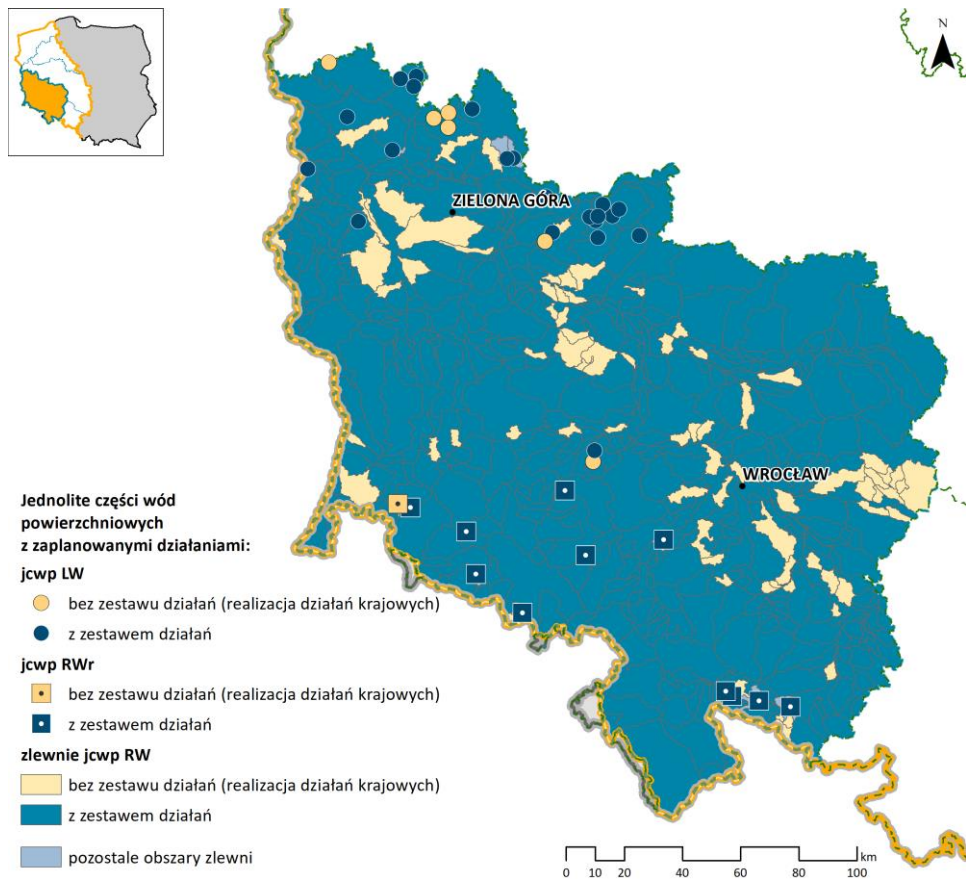 N
ZIELONA GÓRA
WROCŁAW
Jednolite części wód
powierzchniowych
z zaplanowanymi działaniami:
jcwp LW
bez zestawu działań (realizacja działań krajowych)
z zestawem działań
jcwp RWr
bez zestawu działań (realizacja działań krajowych)
z zestawem działań
zlewnie jcwp RW
bez zestawu działań (realizacja działań krajowych)
z zestawem działań
pozostałe obszary zlewni
km
0 10 20 40 60 80 100